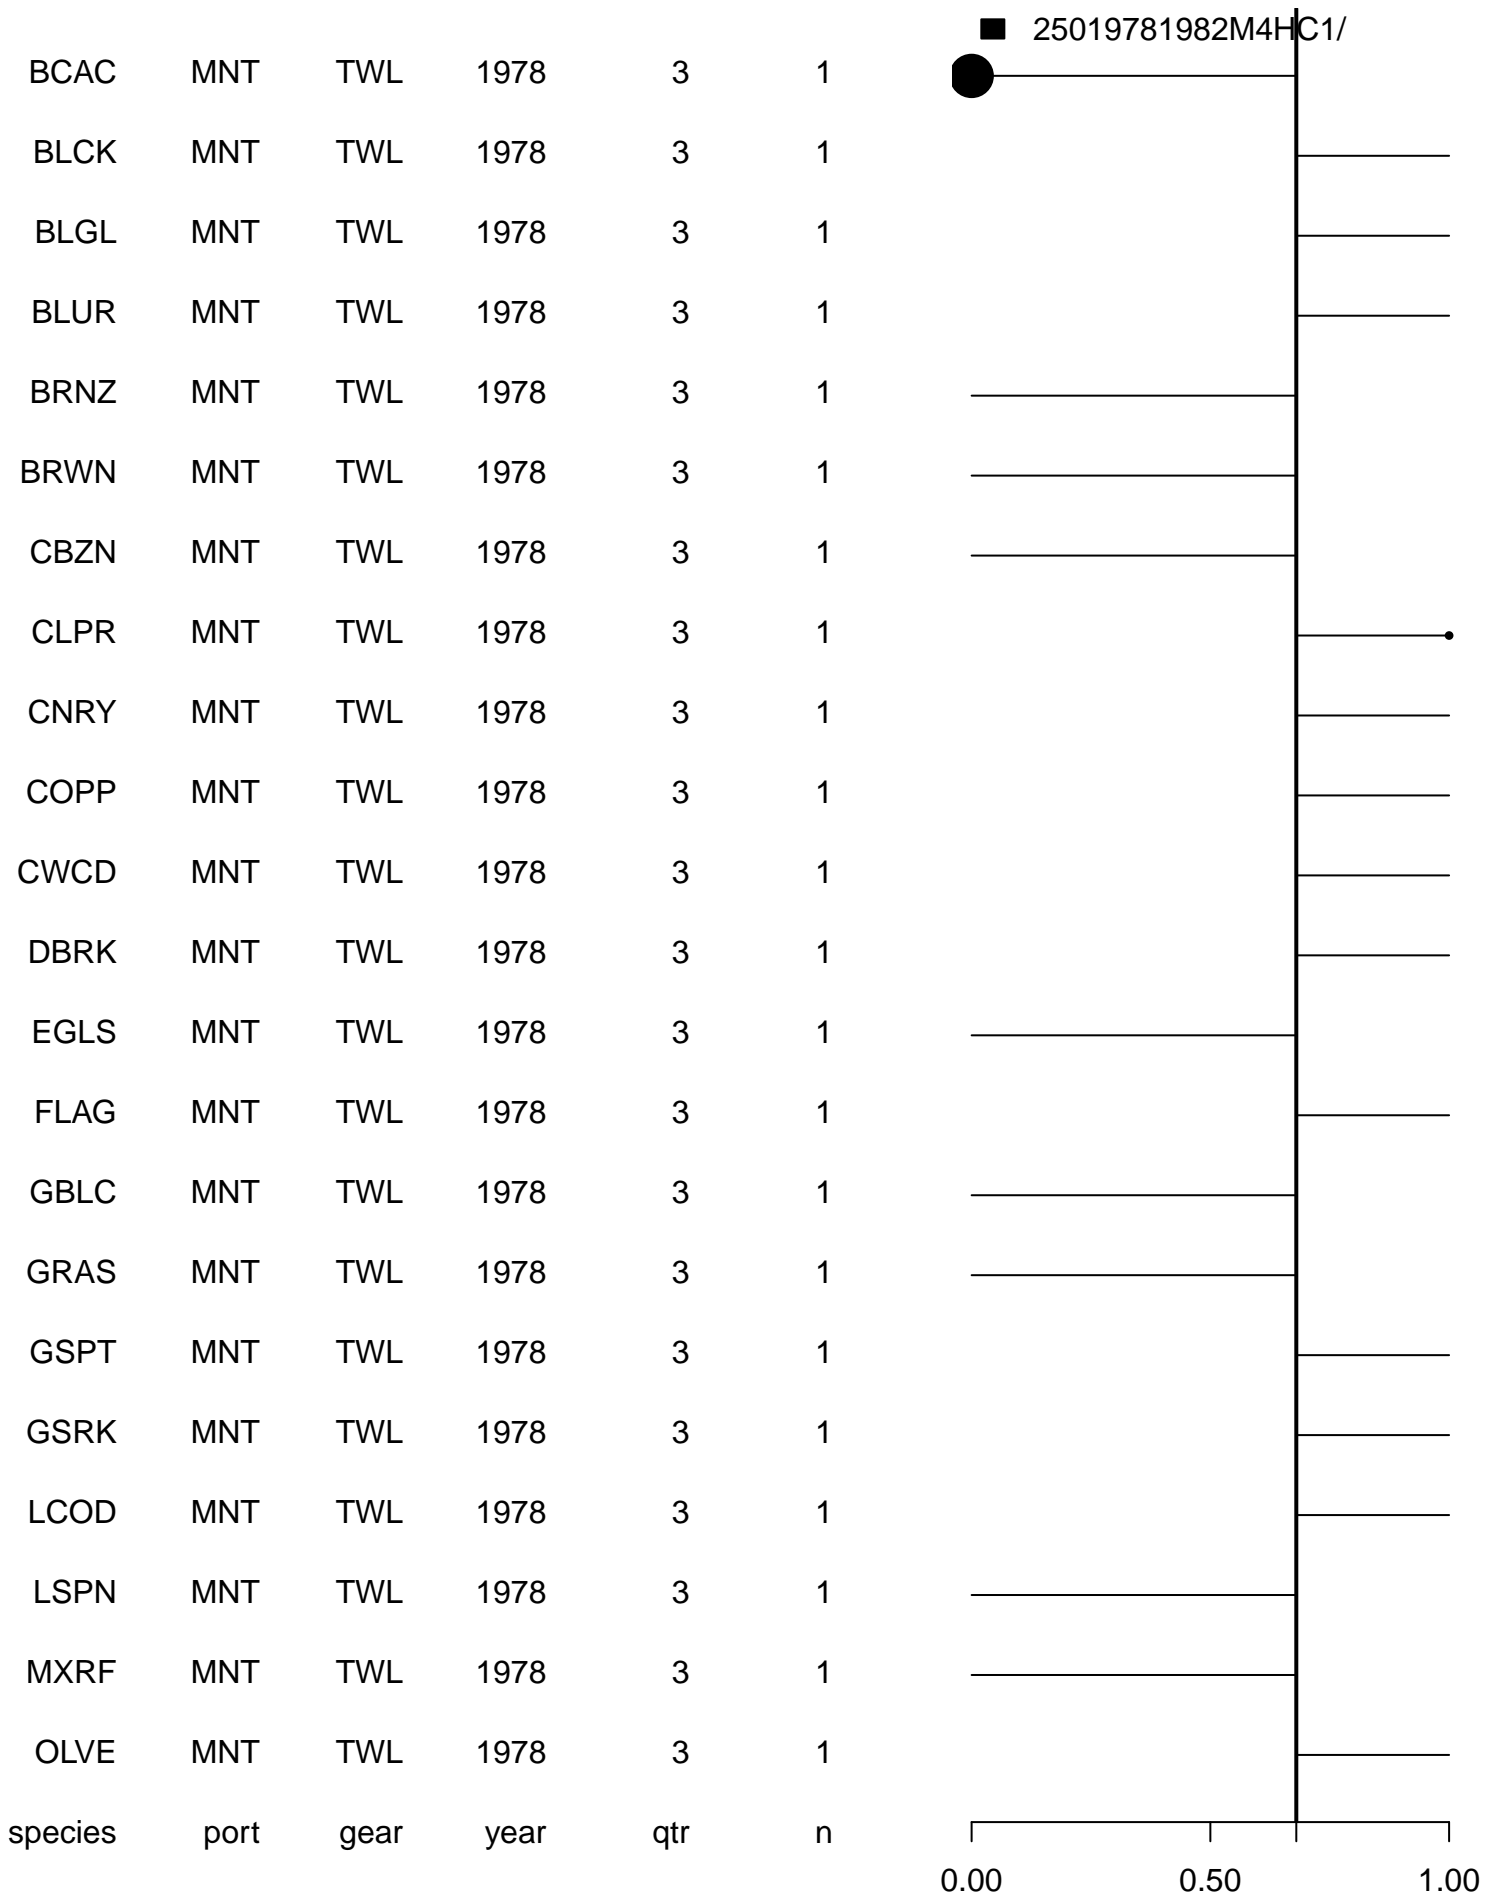 25019781982M4HC1/
BCAC MNT TWL 1978 3 1
BLCK MNT TWL 1978 3 1
BLGL MNT TWL 1978 3 1
BLUR MNT TWL 1978 3 1
BRNZ MNT TWL 1978 3 1
BRWN MNT TWL 1978 3 1
CBZN MNT TWL 1978 3 1
CLPR MNT TWL 1978 3 1
CNRY MNT TWL 1978 3 1
COPP MNT TWL 1978 3 1
CWCD MNT TWL 1978 3 1
DBRK MNT TWL 1978 3 1
EGLS MNT TWL 1978 3 1
FLAG MNT TWL 1978 3 1
GBLC MNT TWL 1978 3 1
GRAS MNT TWL 1978 3 1
GSPT MNT TWL 1978 3 1
GSRK MNT TWL 1978 3 1
LCOD MNT TWL 1978 3 1
LSPN MNT TWL 1978 3 1
MXRF MNT TWL 1978 3 1
OLVE MNT TWL 1978 3 1
species port gear year qtr n
0.00 0.50 1.00